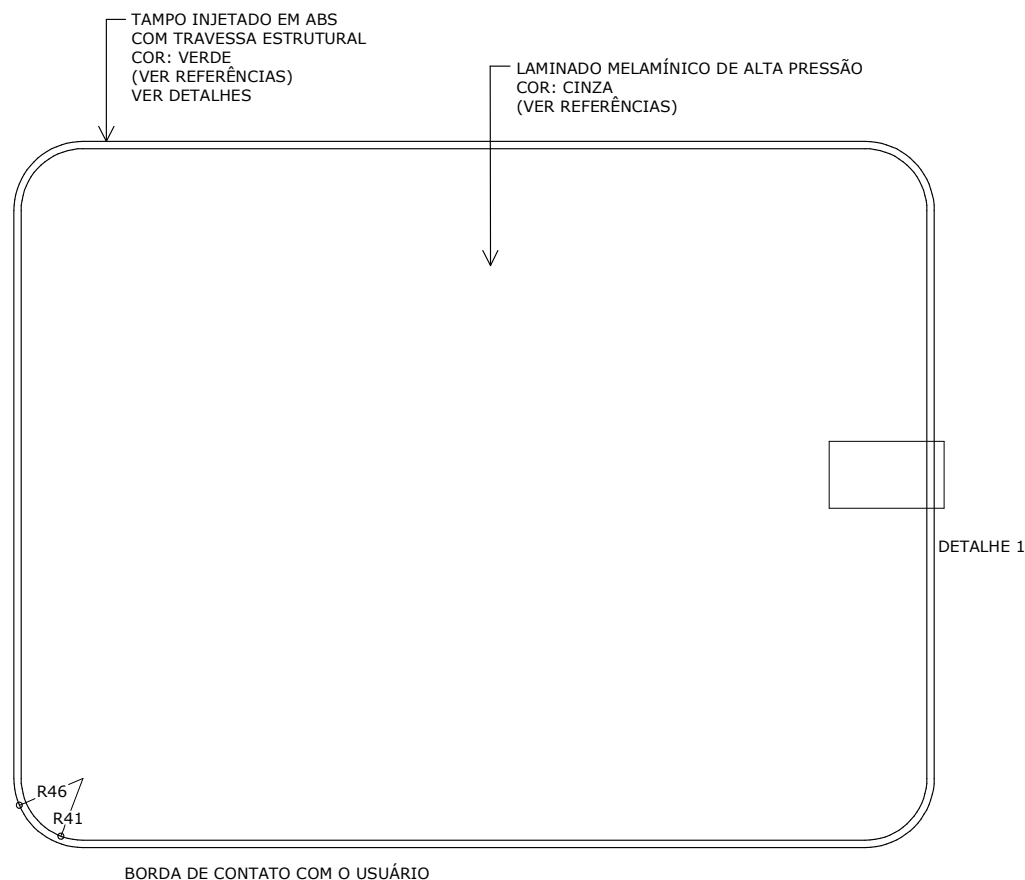 TAMPO INJETADO EM ABS
COM TRAVESSA ESTRUTURAL
COR: VERDE
(VER REFERÊNCIAS)
VER DETALHES
LAMINADO MELAMÍNICO DE ALTA PRESSÃO
COR: CINZA
(VER REFERÊNCIAS)
DETALHE 1
R46
R41
BORDA DE CONTATO COM O USUÁRIO